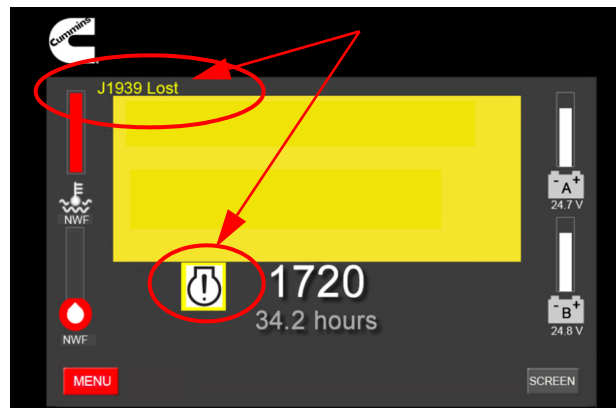 cummins
J1939 Lost
NWF
- A +
24.7 V
1720
34.2 hours
NWF
- B +
24.8 V
MENU
SCREEN